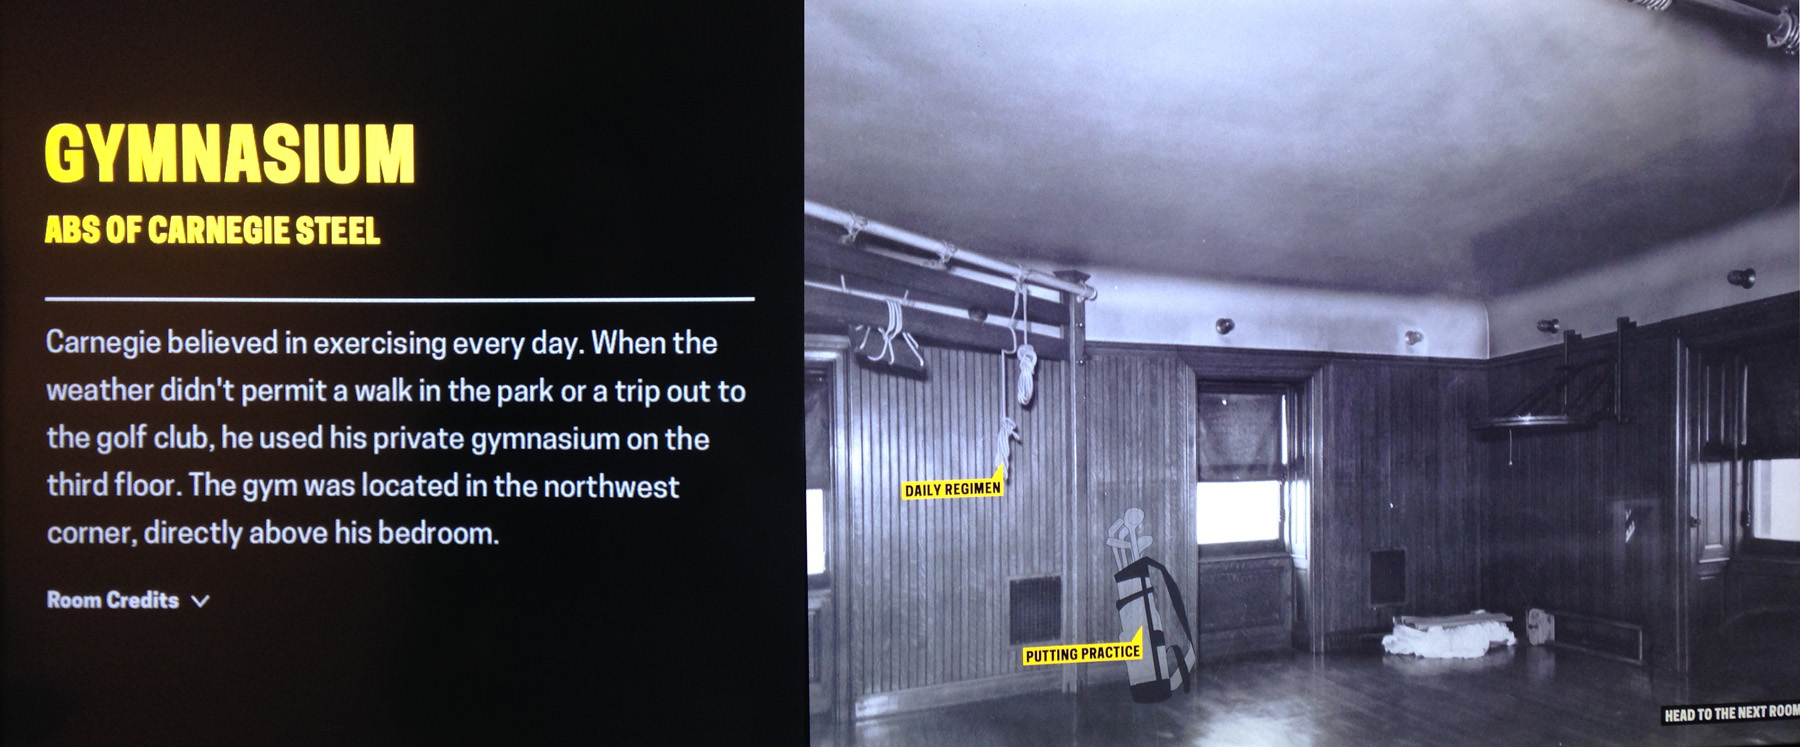 GYMNASIUM
ABS OF CARNEGIE STEEL
Carnegie believed in exercising every day. When the
weather didn't permit a walk in the park or a trip out to
the golf club, he used his private gymnasium on the
third floor. The gym was located in the northwest
corner, directly above his bedroom.
Room Credits
DAILY REGIMEN
PUTTING PRACTICE
HEAD TO THE NEXT ROOM